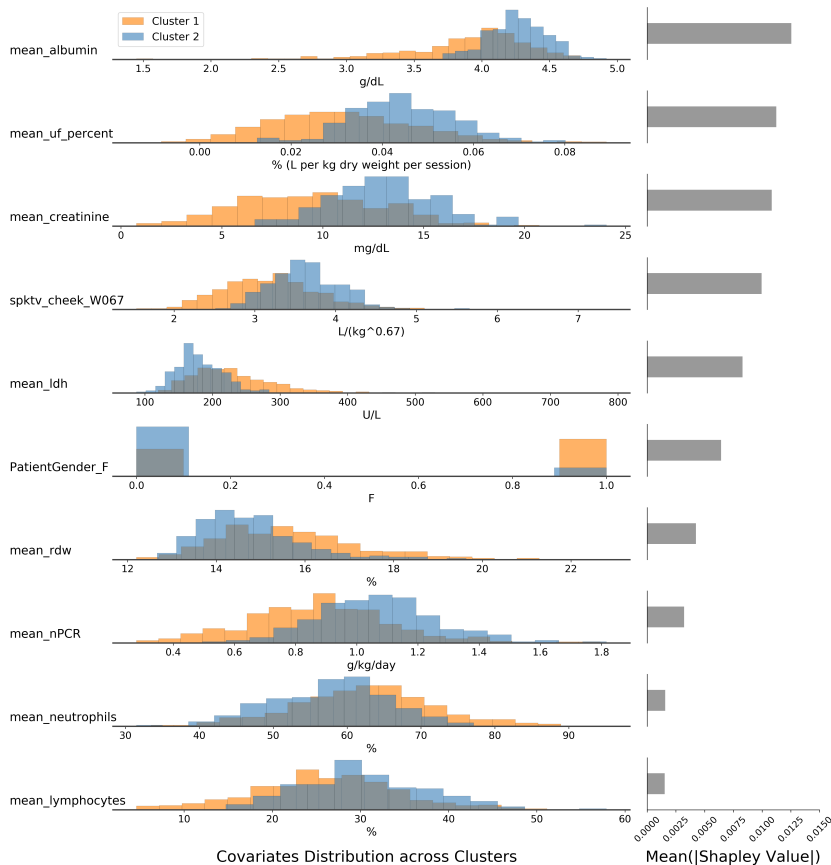 Cluster 1
Cluster 2
mean_albumin
1.5 2.0 2.5 3.0 3.5 4.0 4.5 5.0
g/dL
mean_uf_percent
0.00 0.02 0.04 0.06 0.08
% (L per kg dry weight per session)
mean_creatinine
0 5 10 15 20 25
mg/dL
spktv_cheek_W067
2 3 4 5 6 7
L/(kg^0.67)
mean_ldh
100 200 300 400 500 600 700 800
U/L
PatientGender_F
0.0 0.2 0.4 0.6 0.8 1.0
F
mean_rdw
12 14 16 18 20 22
%
mean_nPCR
0.4 0.6 0.8 1.0 1.2 1.4 1.6 1.8
g/kg/day
mean_neutrophils
30 40 50 60 70 80 90
%
mean_lymphocytes
10 20 30 40 50 60
%
0.0000 0.0025 0.0050 0.0075 0.0100 0.0125 0.0150
Covariates Distribution across Clusters
Mean(|Shapley Value|)